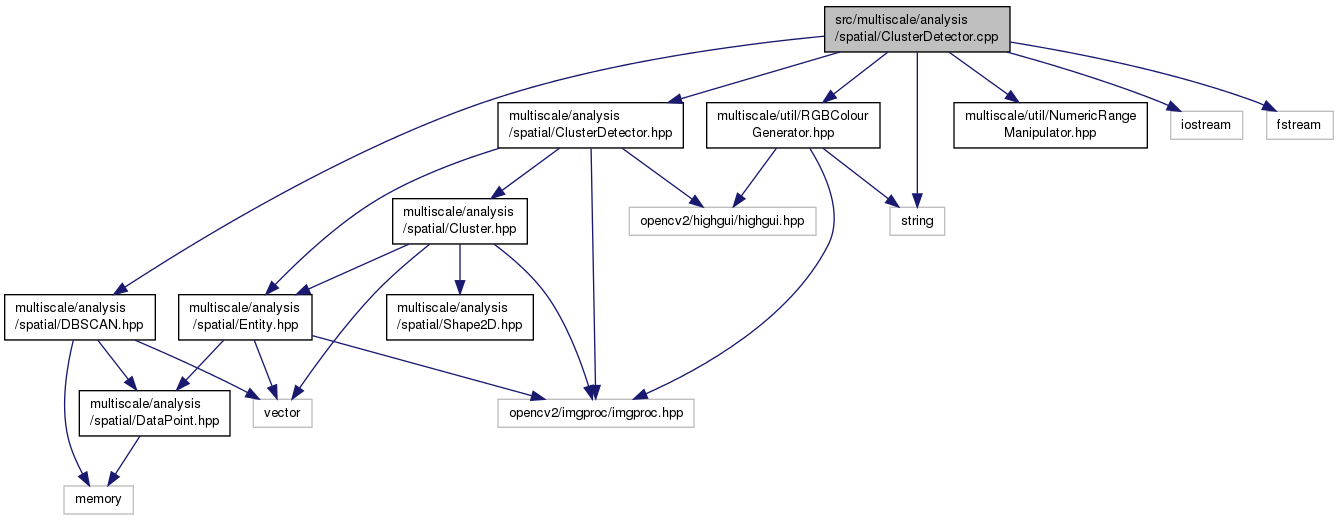 src/multiscale/analysis
/spatial/ClusterDetector.cpp
multiscale/analysis
/spatial/ClusterDetector.hpp
multiscale/util/RGBColour
Generator.hpp
multiscale/util/NumericRange
Manipulator.hpp
iostream
fstream
multiscale/analysis
/spatial/Cluster.hpp
opencv2/highgui/highgui.hpp
string
multiscale/analysis
/spatial/DBSCAN.hpp
multiscale/analysis
/spatial/Entity.hpp
multiscale/analysis
/spatial/Shape2D.hpp
multiscale/analysis
/spatial/DataPoint.hpp
vector
opencv2/imgproc/imgproc.hpp
memory